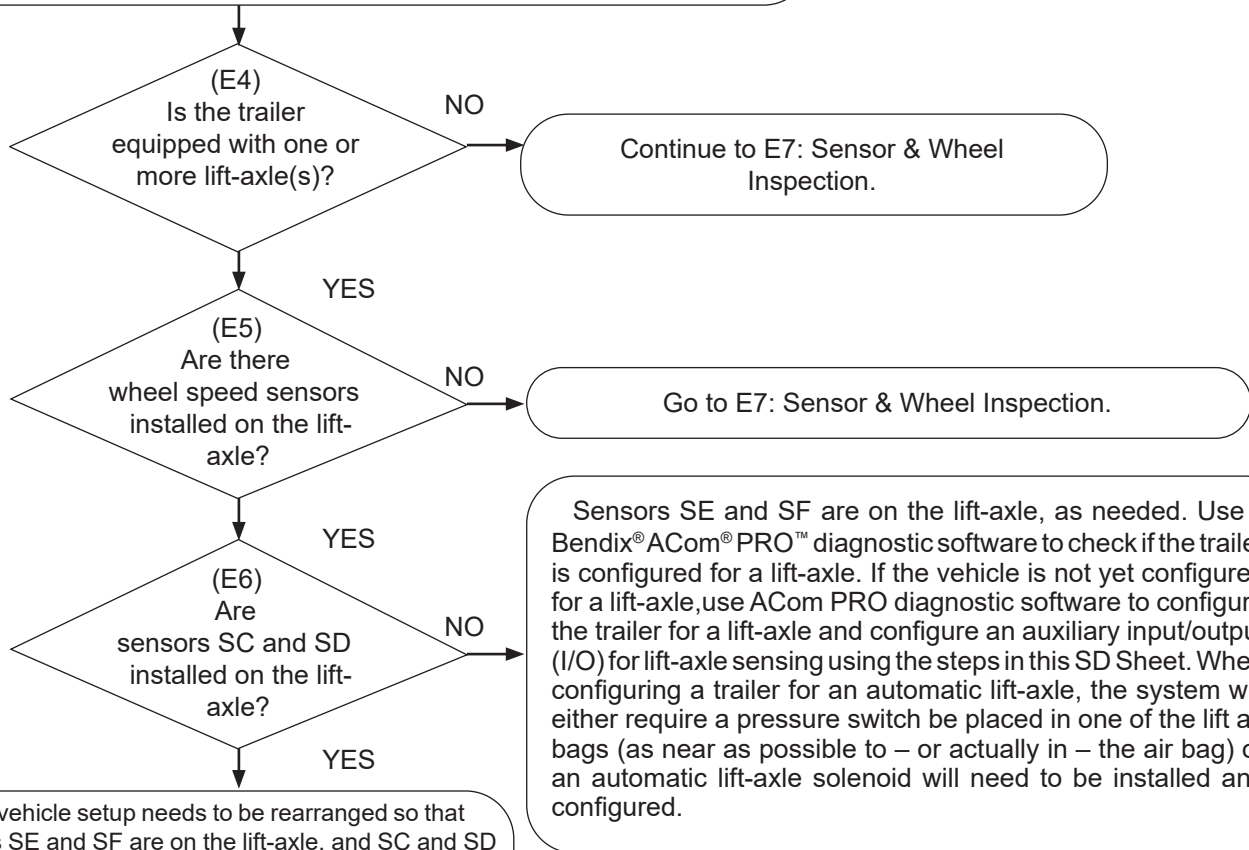 (E4)
Is the trailer
equipped with one or
more lift-axle(s)?
NO
Continue to E7: Sensor & Wheel
Inspection.
YES
(E5)
Are there
wheel speed sensors
installed on the lift-
axle?
NO
Go to E7: Sensor & Wheel Inspection.
YES
(E6)
Are
sensors SC and SD
installed on the lift-
axle?
NO
Sensors SE and SF are on the lift-axle, as needed. Use
Bendix® ACom® PRO™ diagnostic software to check if the
is configured for a lift-axle. If the vehicle is not yet
for a lift-axle,use ACom PRO diagnostic software to
the trailer for a lift-axle and configure an auxiliary
(I/O) for lift-axle sensing using the steps in this SD Sheet.
configuring a trailer for an automatic lift-axle, the system
either require a pressure switch be placed in one of the lift
bags (as near as possible to – or actually in – the air bag)
an automatic lift-axle solenoid will need to be installed
configured.
YES
vehicle setup needs to be rearranged so that
SE and SF are on the lift-axle, and SC and SD